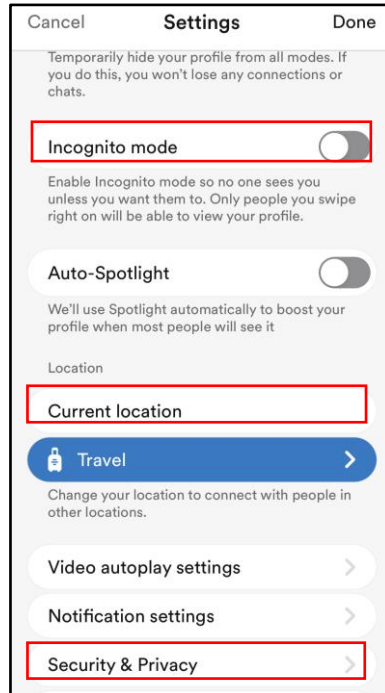 Cancel Settings Done
Temporarily hide your profile from all modes. If
you do this, you won't lose any connections or
chats.
Incognito mode
Enable Incognito mode so no one sees you
unless you want them to. Only people you swipe
right on will be able to view your profile.
Auto-Spotlight
We'll use Spotlight automatically to boost your
profile when most people will see it
Location
Current location
Travel
Change your location to connect with people in
other locations.
Video autoplay settings
Notification settings
Security & Privacy